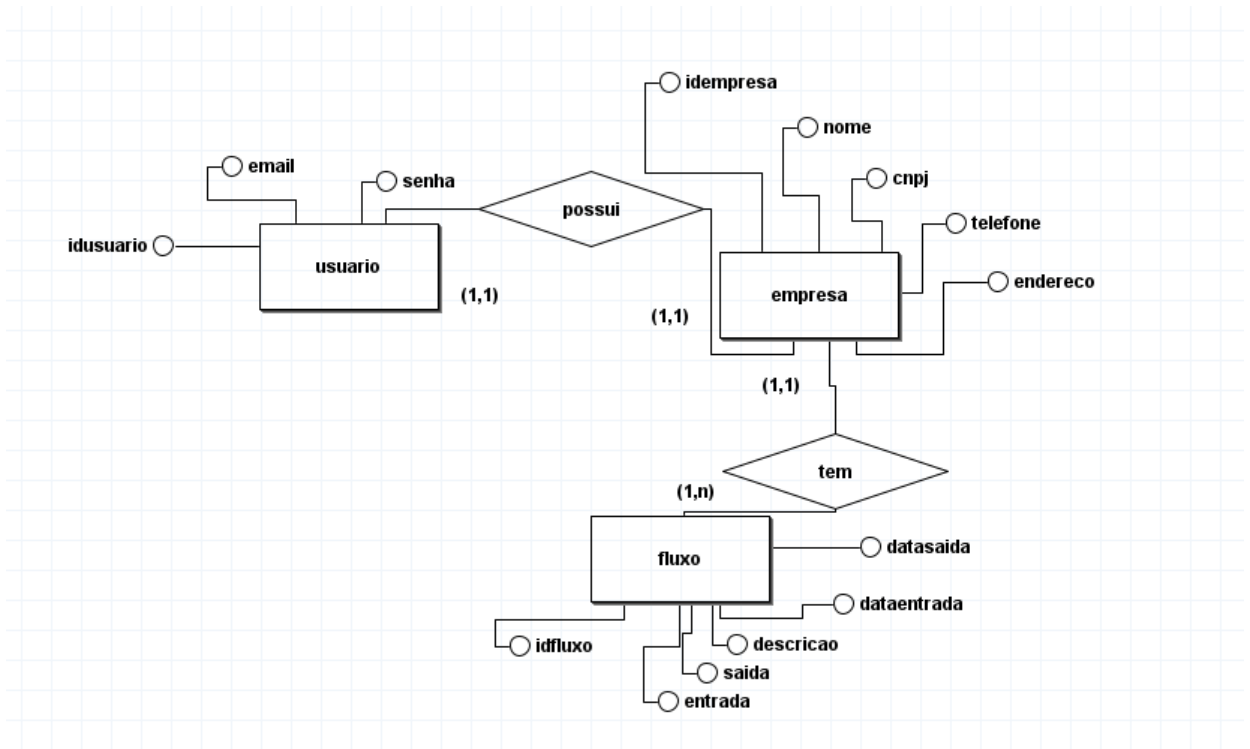 idempresa
nome
email
senha
cnpj
possui
telefone
idusuario
usuario
endereco
empresa
(1,1)
(1,1)
(1,1)
tem
(1,n)
datasaida
fluxo
dataentrada
idfluxo
descricao
saida
entrada